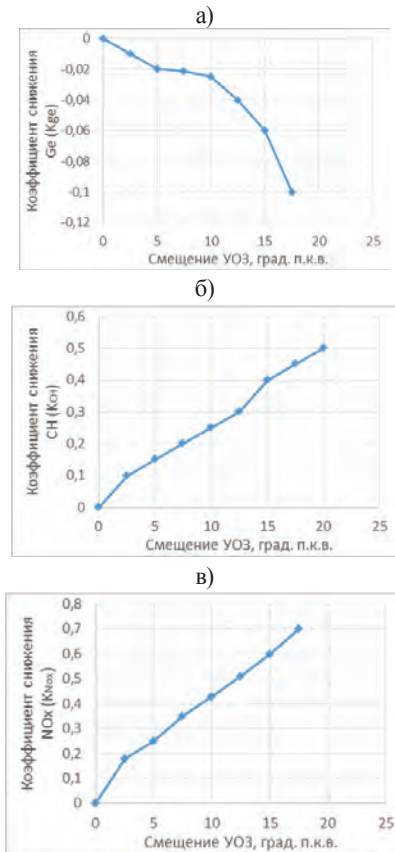 а)
Коэффициент снижения
Ge (Kge)
0
-0,02
-0,04
-0,06
-0,08
-0,1
-0,12
0 5 10 15 20 25
Смещение УОЗ, град. п.к.в.
б)
Коэффициент снижения
CH (KCH)
0,6
0,5
0,4
0,3
0,2
0,1
0
0 5 10 15 20 25
Смещение УОЗ, град. п.к.в.
в)
Коэффициент снижения
NOx (KNox)
0,8
0,7
0,6
0,5
0,4
0,3
0,2
0,1
0
0 5 10 15 20 25
Смещение УОЗ, град. п.к.в.